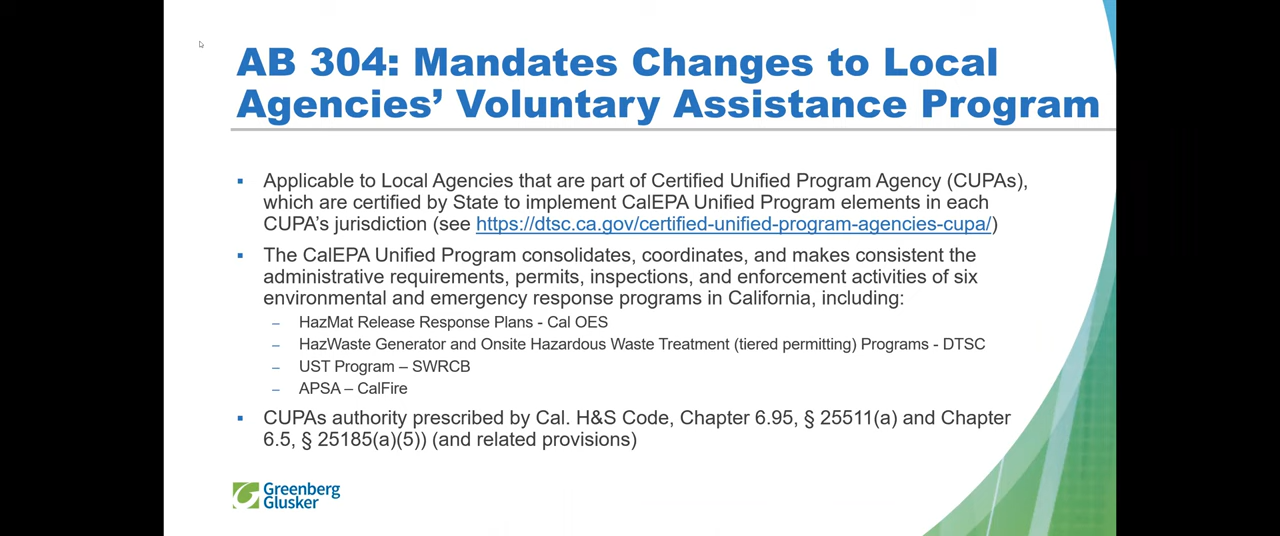 AB 304: Mandates Changes to Local
Agencies’ Voluntary Assistance Program
▪ Applicable to Local Agencies that are part of Certified Unified Program Agency (CUPAs),
which are certified by State to implement CalEPA Unified Program elements in each
CUPA’s jurisdiction (see https://dtsc.ca.gov/certified-unified-program-agencies-cupa/)
▪ The CalEPA Unified Program consolidates, coordinates, and makes consistent the
administrative requirements, permits, inspections, and enforcement activities of six
environmental and emergency response programs in California, including:
– HazMat Release Response Plans - Cal OES
– HazWaste Generator and Onsite Hazardous Waste Treatment (tiered permitting) Programs - DTSC
– UST Program – SWRCB
– APSA – CalFire
▪ CUPAs authority prescribed by Cal. H&S Code, Chapter 6.95, § 25511(a) and Chapter
6.5, § 25185(a)(5)) (and related provisions)
Greenberg
Glusker